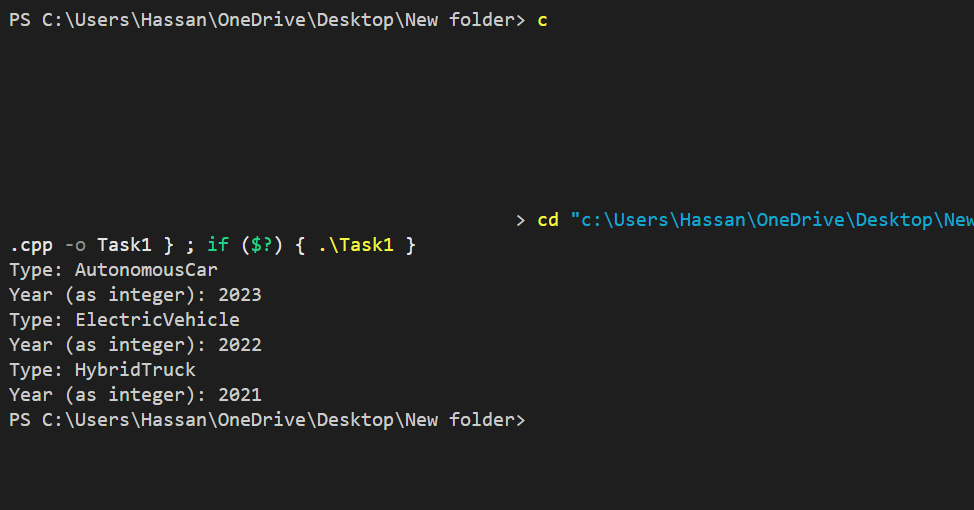 PS C:\Users\Hassan\OneDrive\Desktop\New folder> c
> cd "c:\Users\Hassan\OneDrive\Desktop\New
.cpp -o Task1 } ; if ($?) { .\Task1 }
Type: AutonomousCar
Year (as integer): 2023
Type: ElectricVehicle
Year (as integer): 2022
Type: HybridTruck
Year (as integer): 2021
PS C:\Users\Hassan\OneDrive\Desktop\New folder>